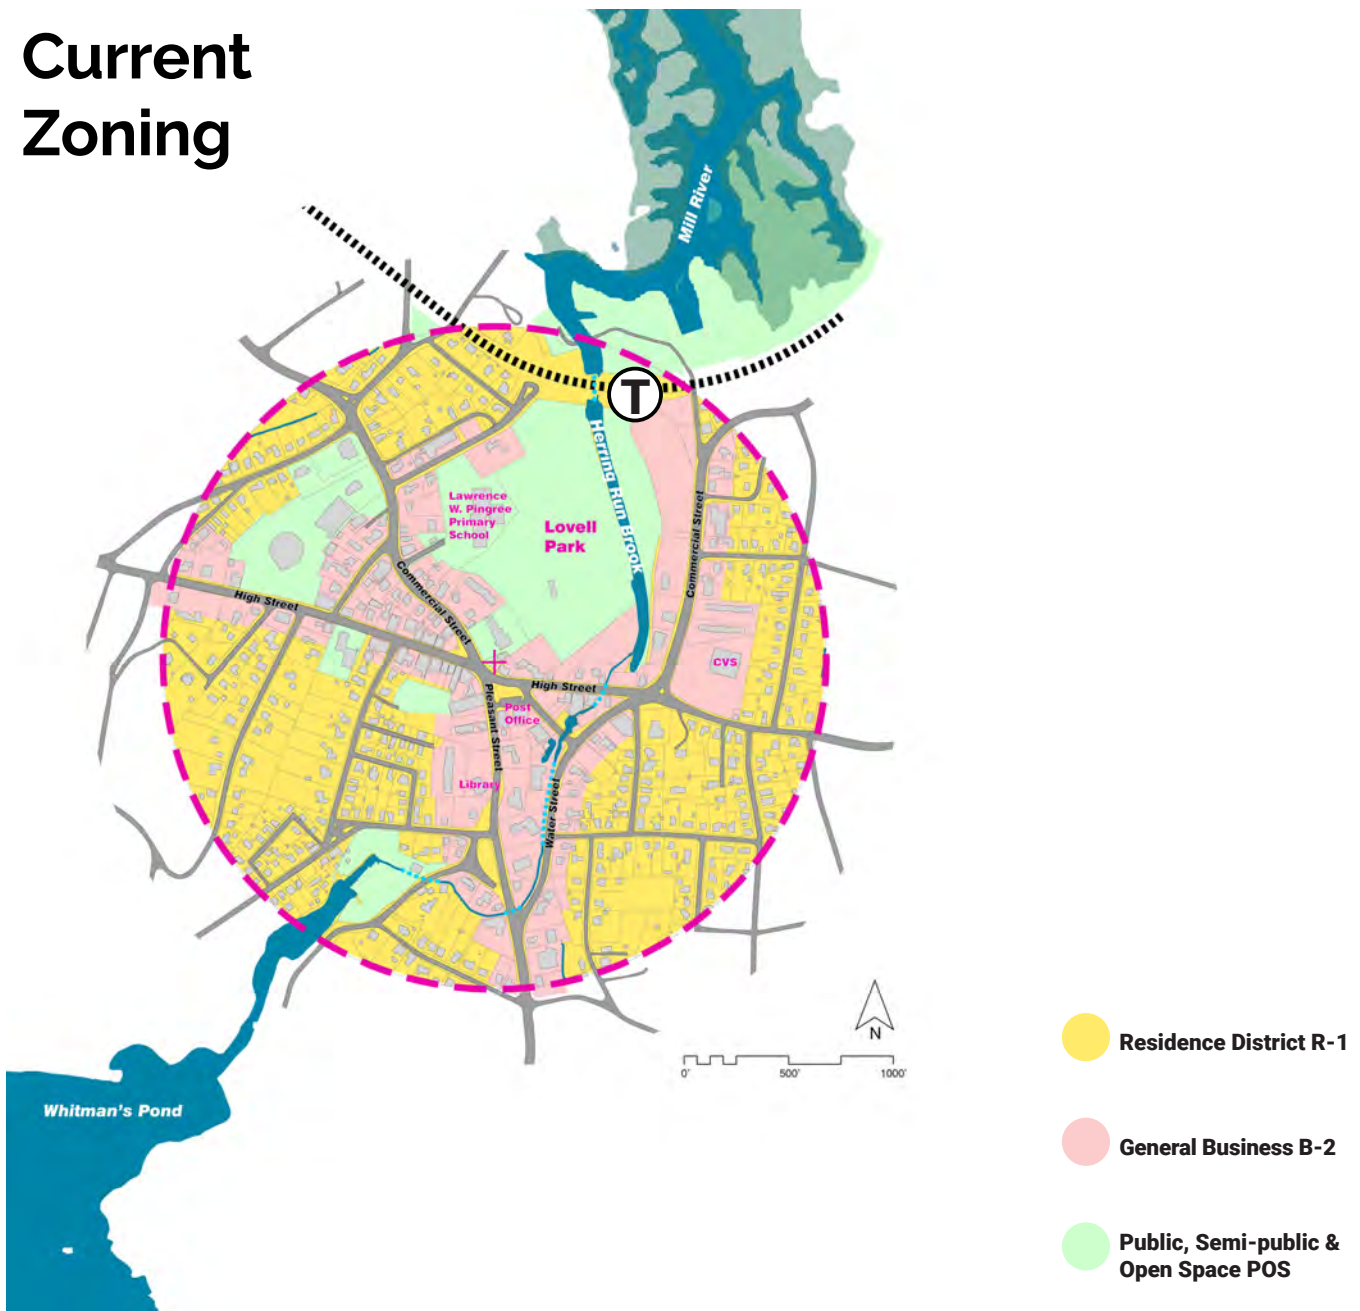 Current
Zoning
Mill River
T
Herring Run Brook
Lawrence
W. Pingree
Primary
School
Lovell
Park
Commercial Street
Commercial Street
High Street
CVS
High Street
Pleasant Street
Post
Office
Library
Water Street
N
0'
500'
1000'
Whitman's Pond
Residence District R-1
General Business B-2
Public, Semi-public &
Open Space POS